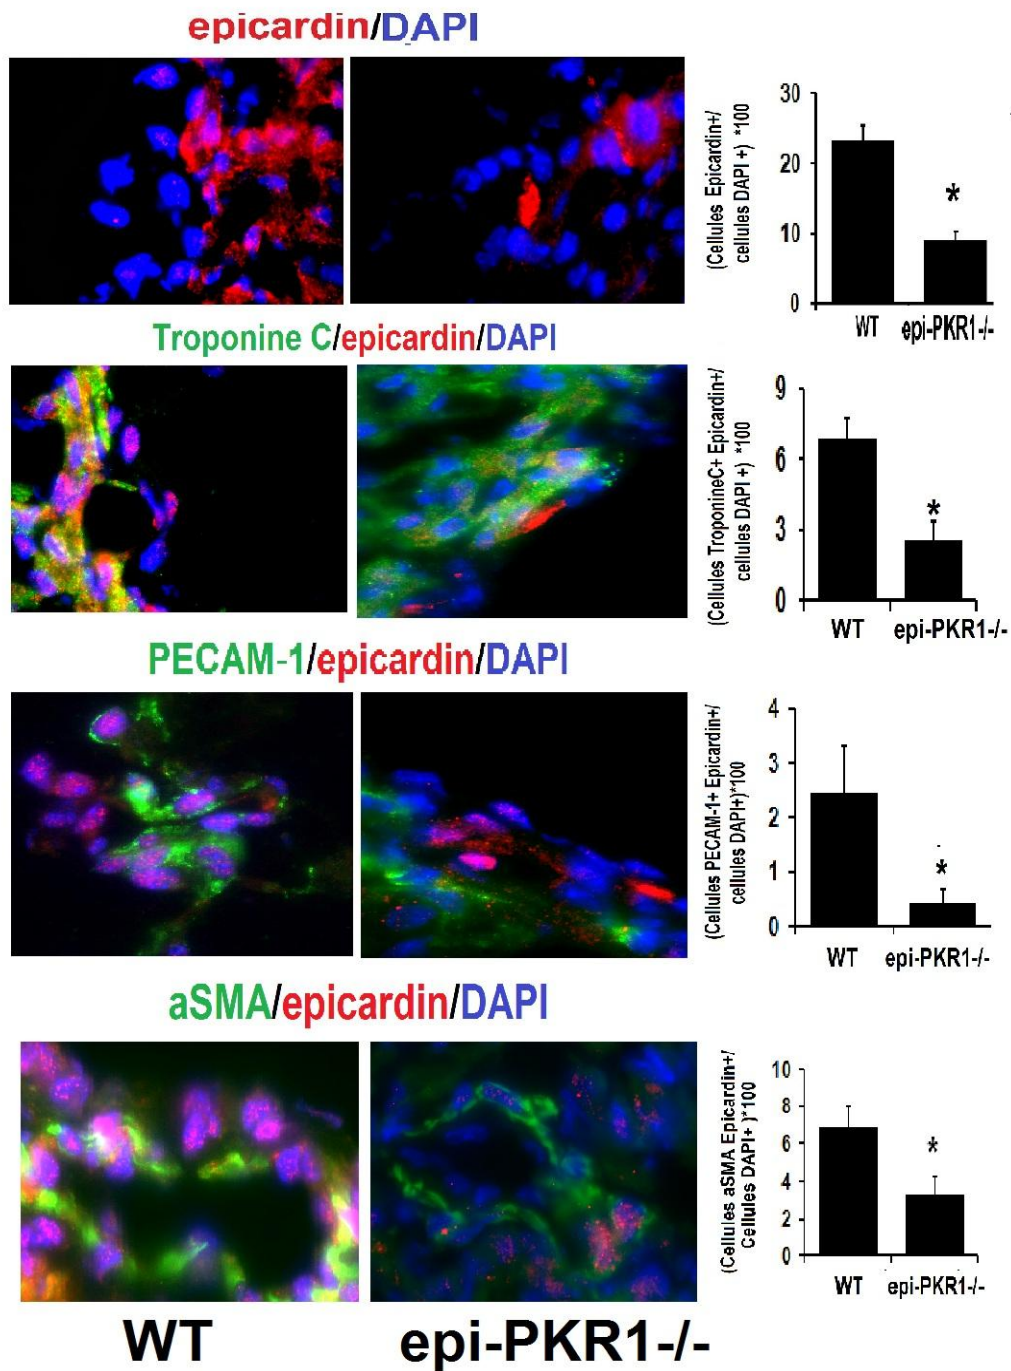 epicardin/DAPI
(Cellules Epicardin+/
cellules DAPI +) *100
30
20
10
0
*
WT epi-PKR1-/-
Troponine C/epicardin/DAPI
(Cellules TroponineC+ Epicardin+/
cellules DAPI +) *100
9
6
3
0
*
WT epi-PKR1-/-
PECAM-1/epicardin/DAPI
(Cellules PECAM-1+ Epicardin+/
cellules DAPI+)*100
4
3
2
1
0
*
WT epi-PKR1-/-
aSMA/epicardin/DAPI
(Cellules aSMA Epicardin+/
Cellules DAPI+ )*100
10
8
6
4
2
0
*
WT epi-PKR1-/-
WT epi-PKR1-/-